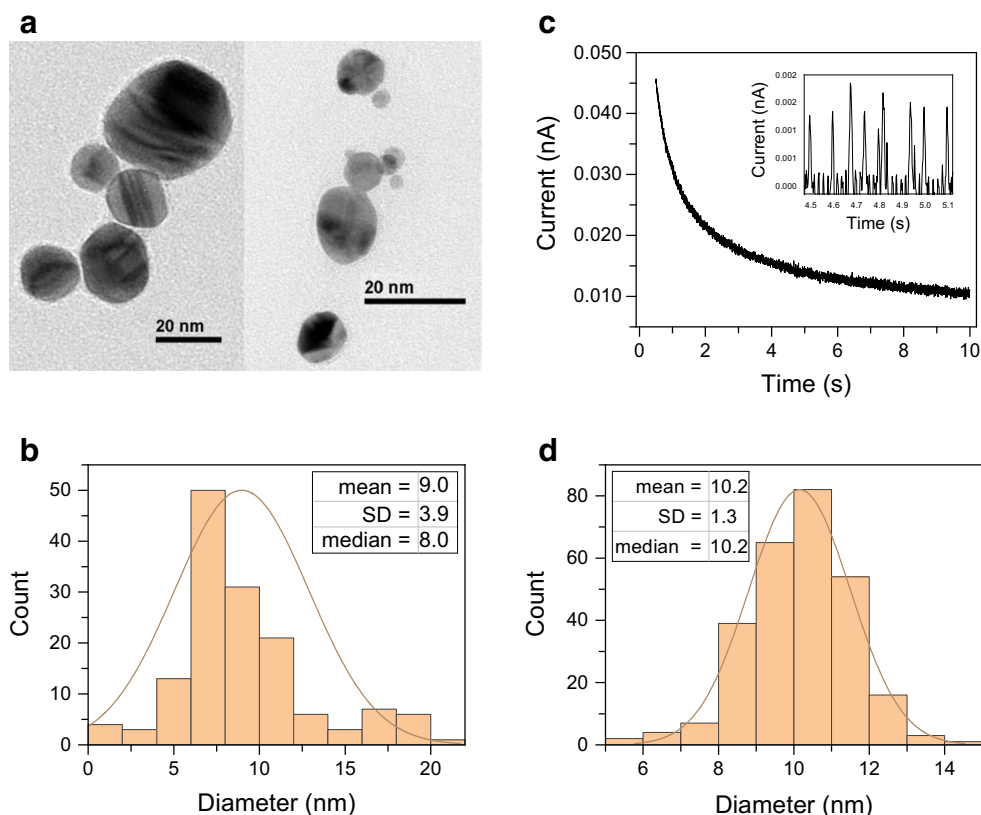 a
20 nm
20 nm
c
0.050
0.040
0.030
0.020
0.010
Current (nA)
0 2 4 6 8 10
Time (s)
0.002
0.002
0.001
0.001
0.000
Current (nA)
4.5 4.6 4.7 4.8 4.9 5.0 5.1
Time (s)
b
50
40
30
20
10
0
Count
mean = 9.0
SD = 3.9
median = 8.0
0 5 10 15 20
Diameter (nm)
d
80
60
40
20
0
Count
mean = 10.2
SD = 1.3
median = 10.2
6 8 10 12 14
Diameter (nm)